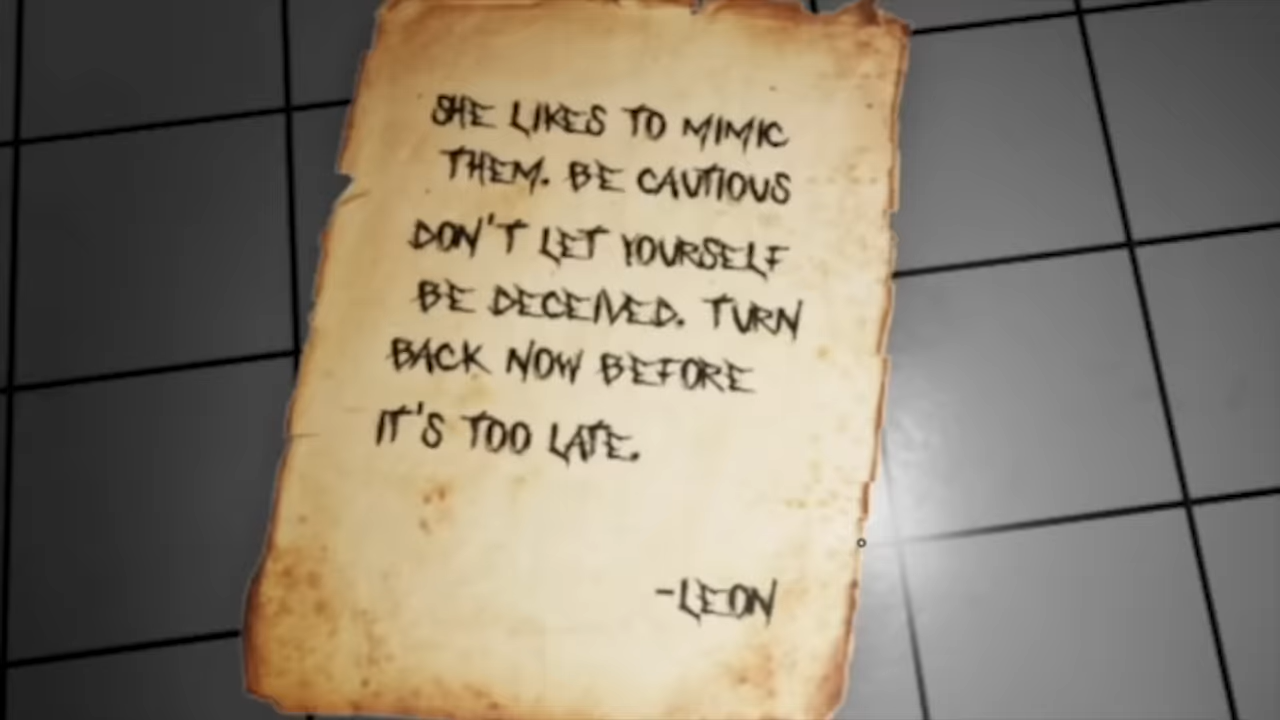 SHE LIKES TO MIMIC
THEM. BE CAUTIOUS
DON'T LET YOURSELF
BE DECEIVED. TURN
BACK NOW BEFORE
IT'S TOO LATE.
-LEON